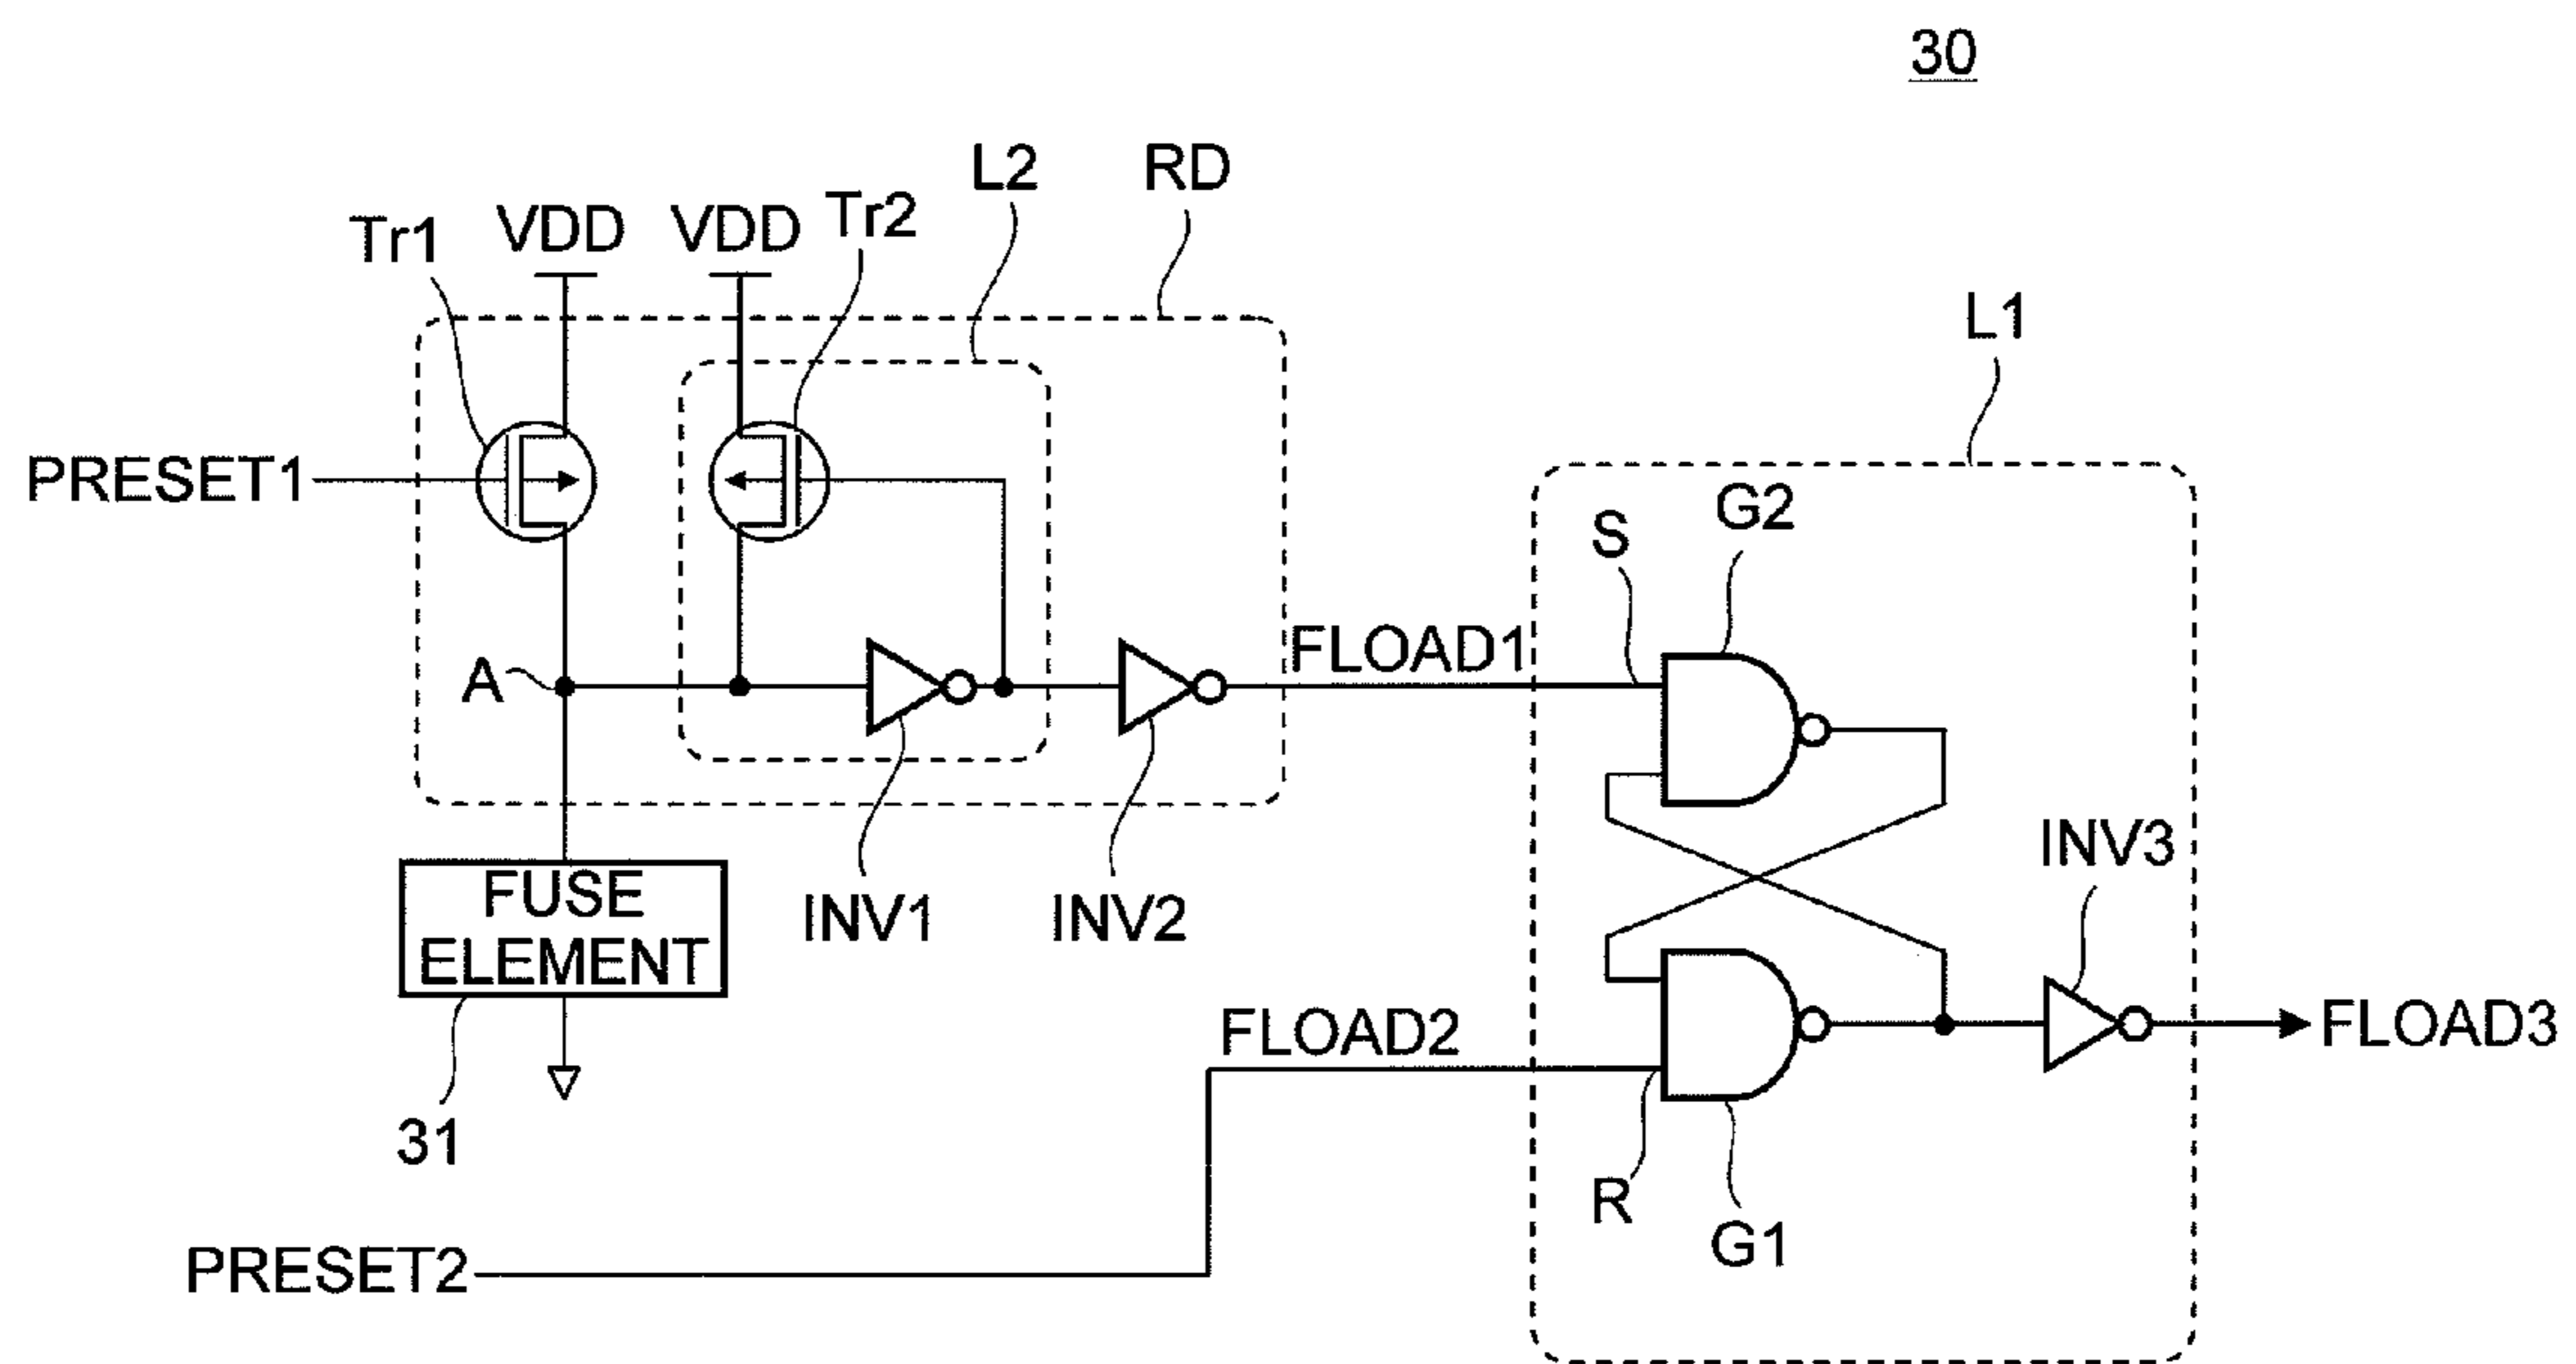 30
L2
RD
Tr1
VDD
VDD
Tr2
L1
PRESET1
S
G2
A
FLOAD1
INV3
FUSE
ELEMENT
INV1
INV2
FLOAD2
FLOAD3
31
R
G1
PRESET2